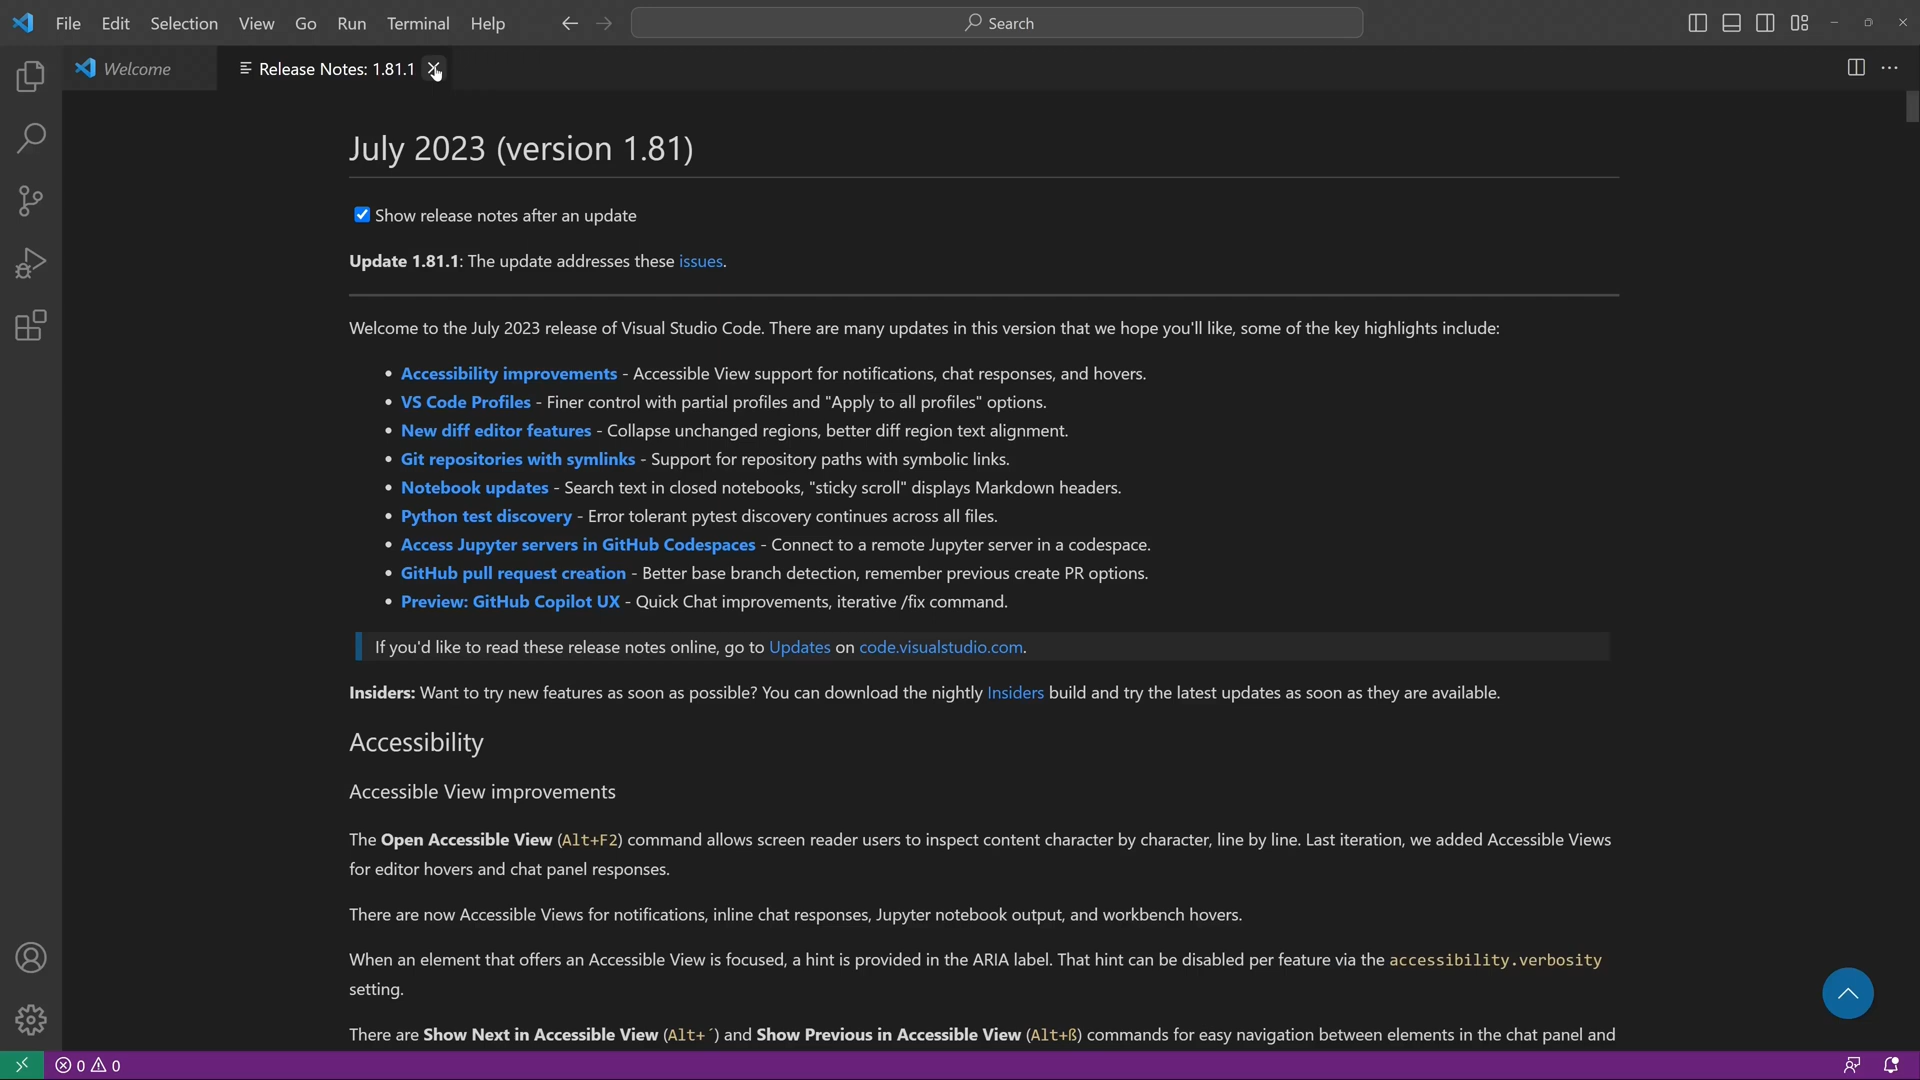 File Edit Selection View Go Run Terminal Help Search
Welcome Release Notes: 1.81.1
July 2023 (version 1.81)
Show release notes after an update
Update 1.81.1: The update addresses these issues.
Welcome to the July 2023 release of Visual Studio Code. There are many updates in this version that we hope you'll like, some of the key highlights include:
• Accessibility improvements - Accessible View support for notifications, chat responses, and hovers.
• VS Code Profiles - Finer control with partial profiles and "Apply to all profiles" options.
• New diff editor features - Collapse unchanged regions, better diff region text alignment.
• Git repositories with symlinks - Support for repository paths with symbolic links.
• Notebook updates - Search text in closed notebooks, "sticky scroll" displays Markdown headers.
• Python test discovery - Error tolerant pytest discovery continues across all files.
• Access Jupyter servers in GitHub Codespaces - Connect to a remote Jupyter server in a codespace.
• GitHub pull request creation - Better base branch detection, remember previous create PR options.
• Preview: GitHub Copilot UX - Quick Chat improvements, iterative /fix command.
If you'd like to read these release notes online, go to Updates on code.visualstudio.com.
Insiders: Want to try new features as soon as possible? You can download the nightly Insiders build and try the latest updates as soon as they are available.
Accessibility
Accessible View improvements
The Open Accessible View (Alt+F2) command allows screen reader users to inspect content character by character, line by line. Last iteration, we added Accessible Views
for editor hovers and chat panel responses.
There are now Accessible Views for notifications, inline chat responses, Jupyter notebook output, and workbench hovers.
When an element that offers an Accessible View is focused, a hint is provided in the ARIA label. That hint can be disabled per feature via the accessibility.verbosity
setting.
There are Show Next in Accessible View (Alt+´) and Show Previous in Accessible View (Alt+ß) commands for easy navigation between elements in the chat panel and
0 0